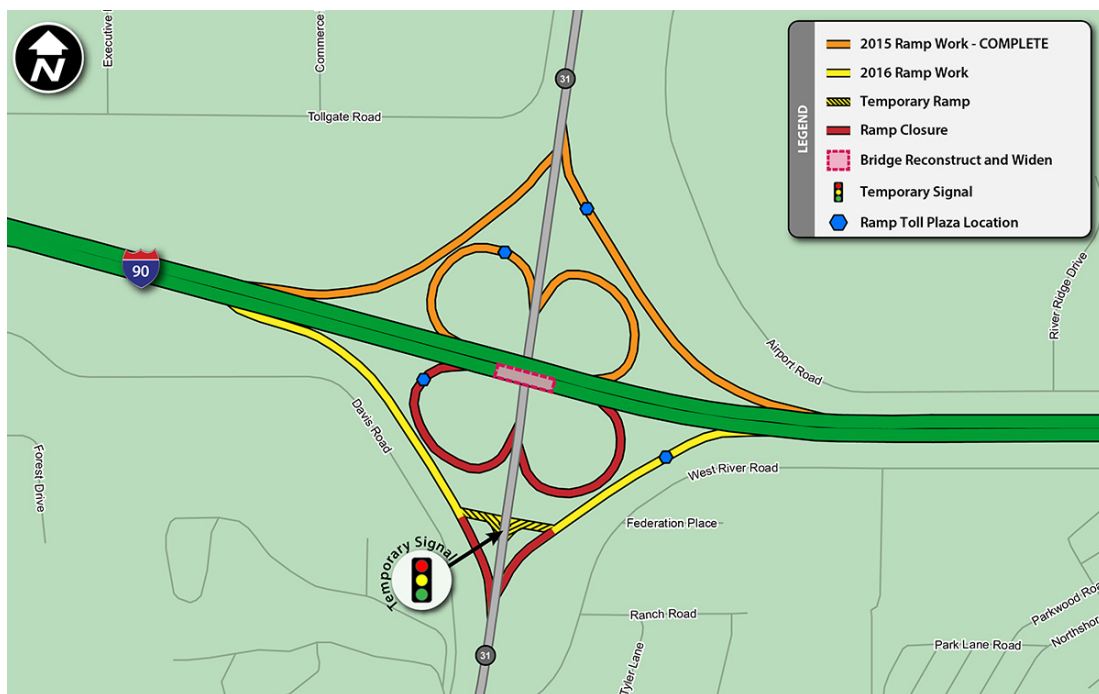 N
Executive
Commerce
31
Tollgate Road
LEGEND
2015 Ramp Work - COMPLETE
2016 Ramp Work
Temporary Ramp
Ramp Closure
Bridge Reconstruct and Widen
Temporary Signal
Ramp Toll Plaza Location
90
River Ridge Drive
Airport Road
Davis Road
Forest Drive
West River Road
Federation Place
Temporary Signal
Ranch Road
Tyler Lane
31
Park Lane Road
Parkwood Roa
Northshor